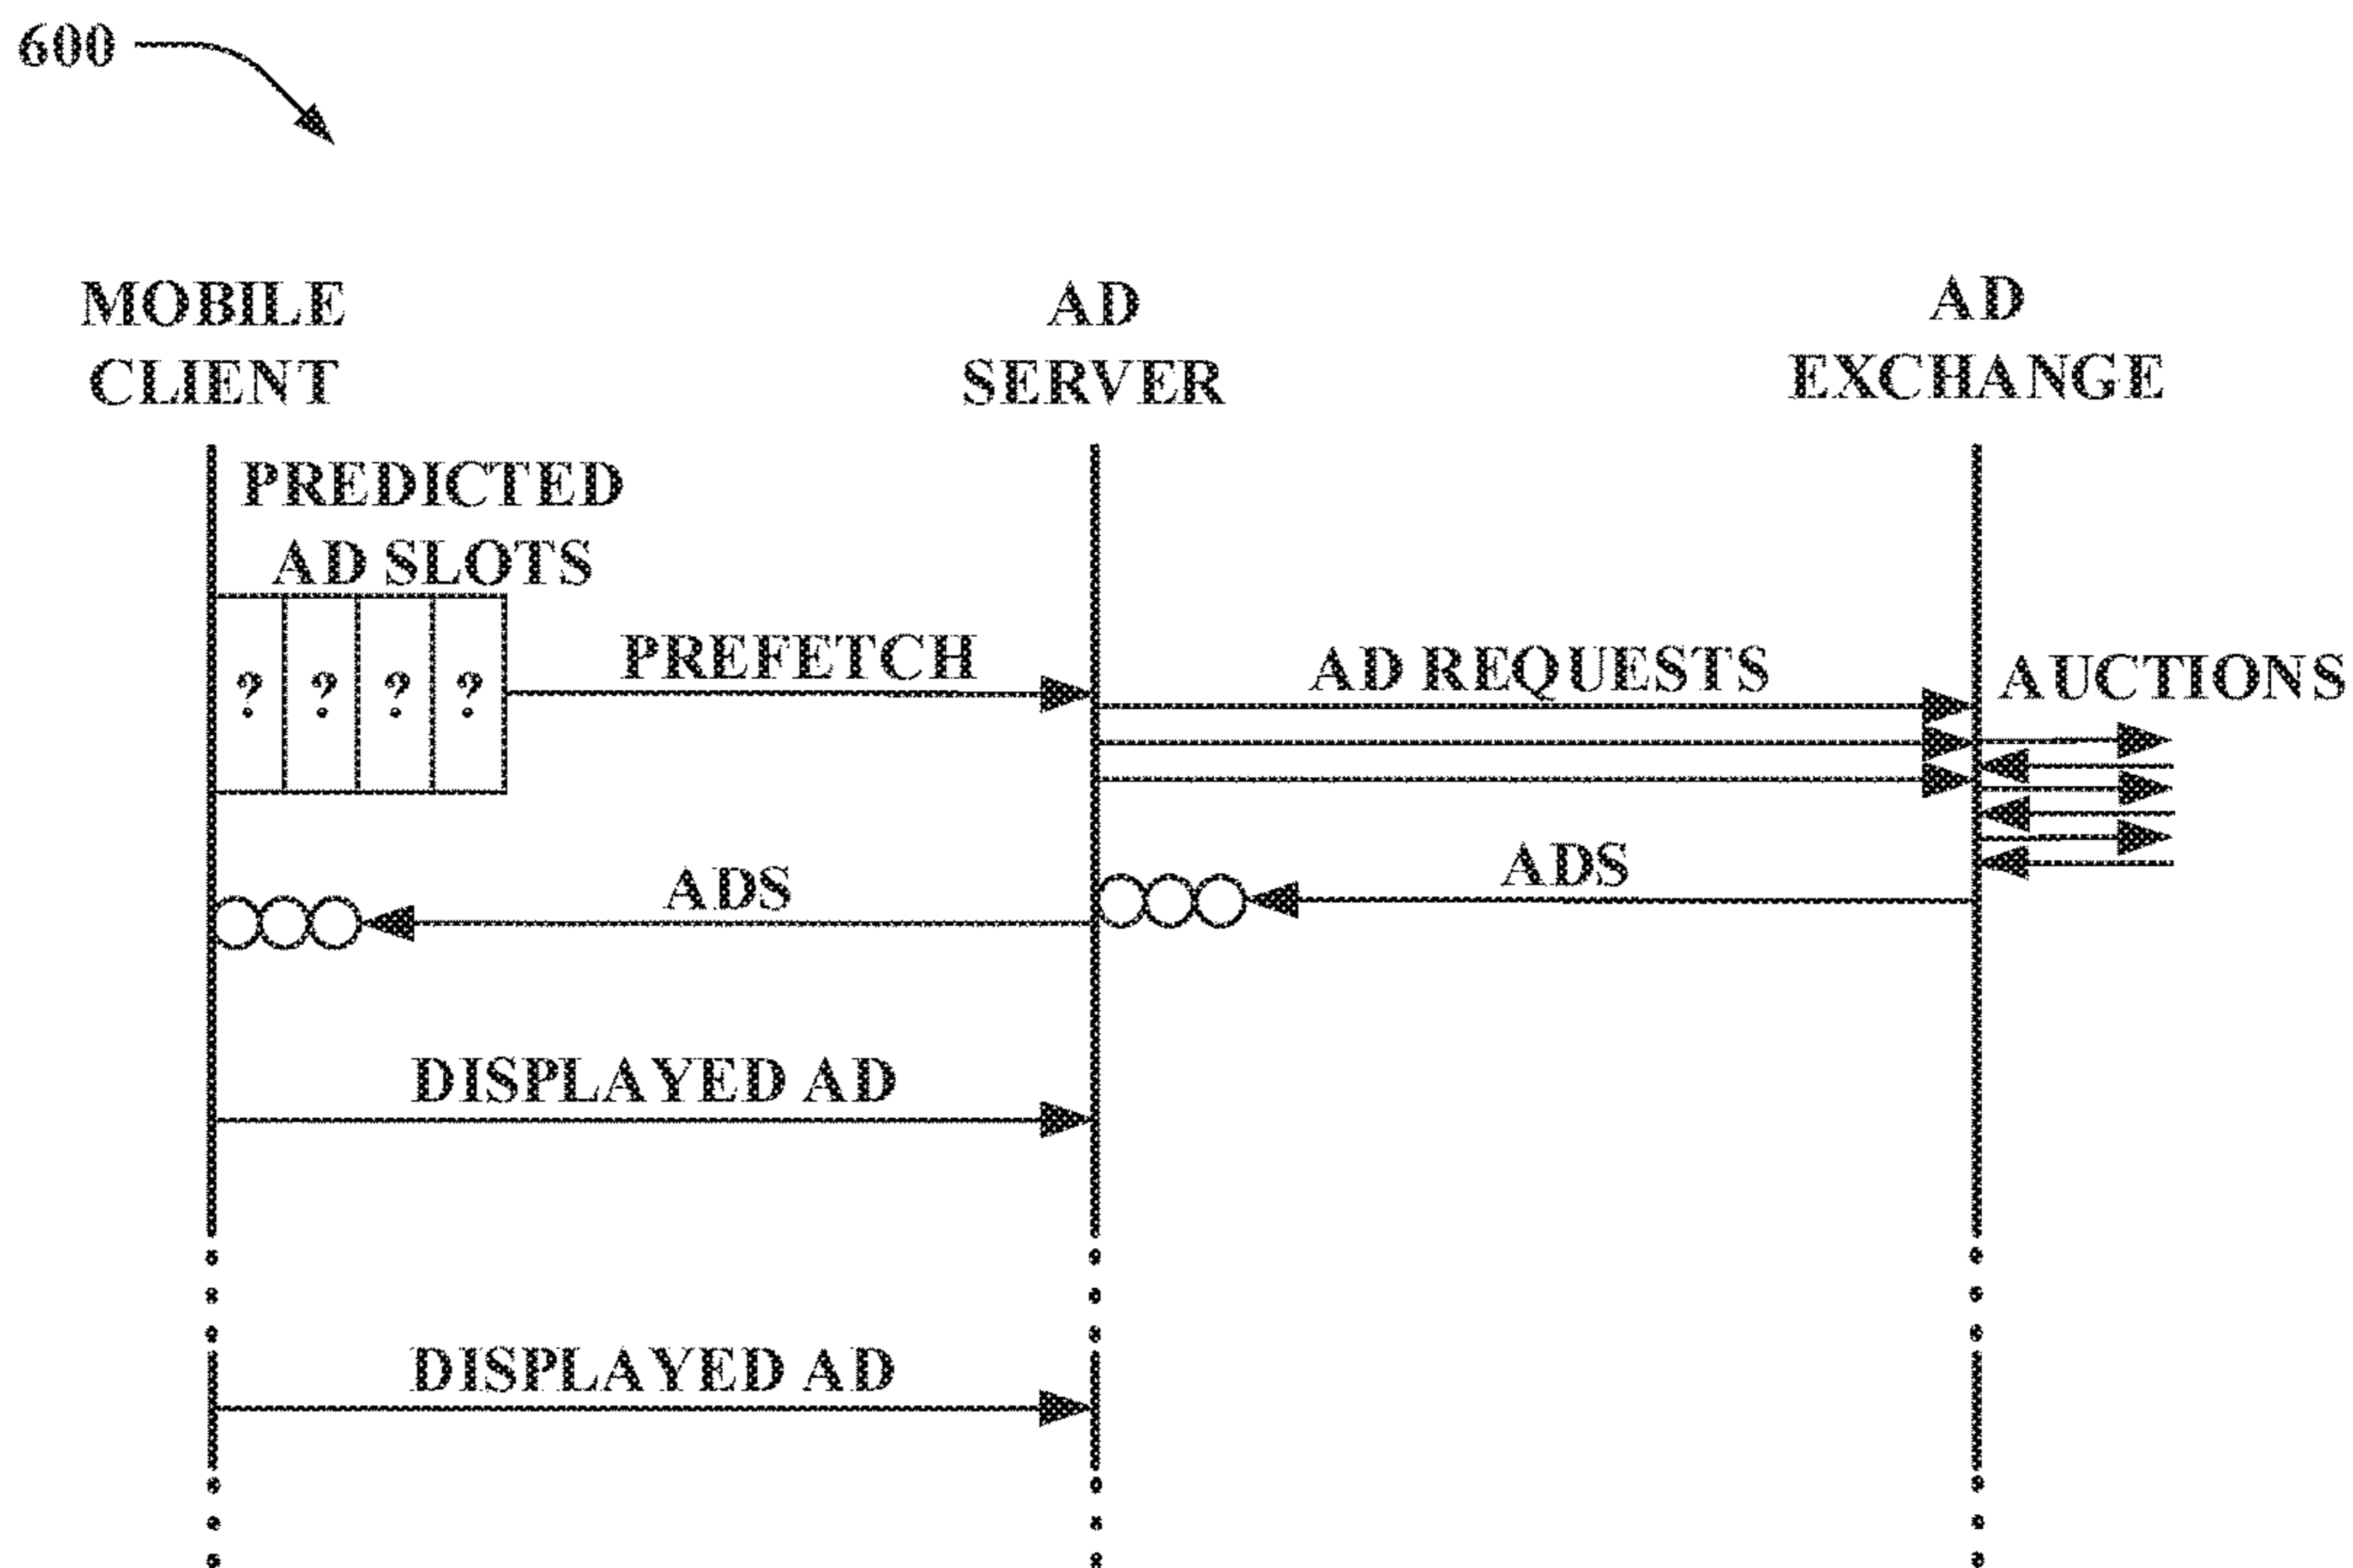 600
MOBILE
CLIENT
AD
SERVER
AD
EXCHANGE
PREDICTED
AD SLOTS
? ? ? ?
PREFETCH
AD REQUESTS
AUCTIONS
ADS
ADS
DISPLAYED AD
DISPLAYED AD